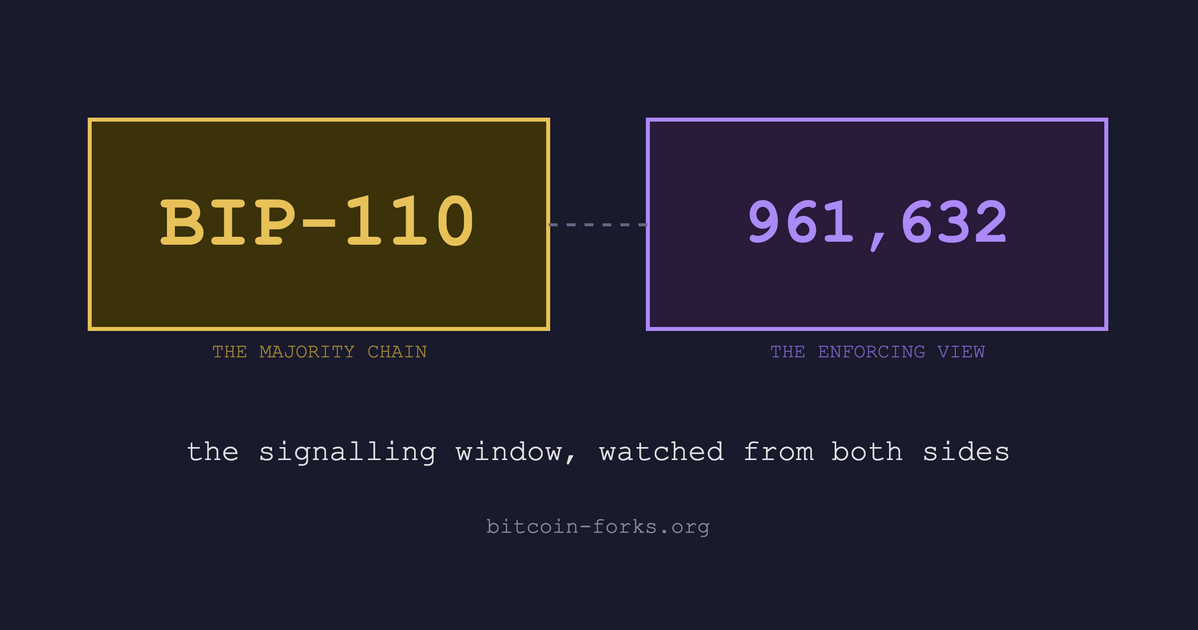 BIP-110
961,632
THE MAJORITY CHAIN
THE ENFORCING VIEW
the signalling window, watched from both sides
bitcoin-forks.org